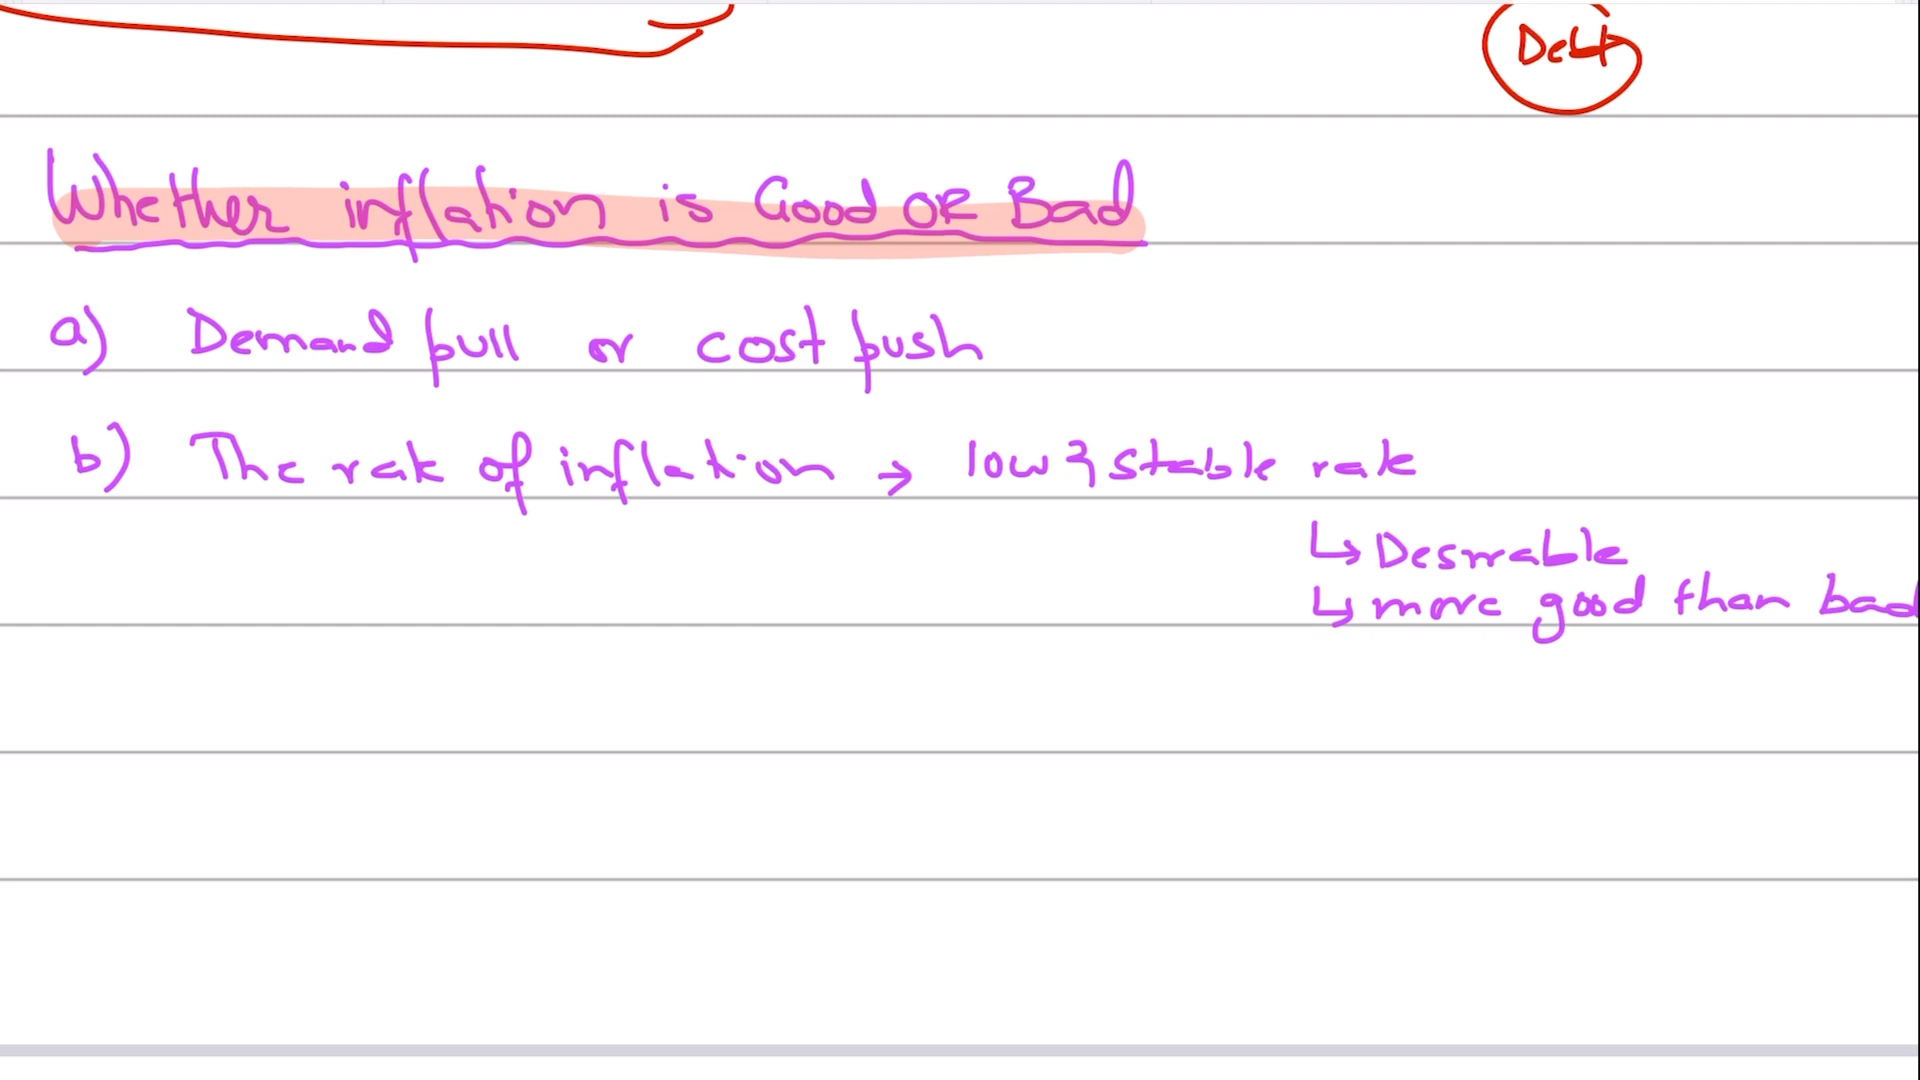 Debt
Whether inflation is Good OR Bad
a) Demand pull or cost push
b) The rate of inflation → low & stable rate
↳ Desirable
↳ more good than bad